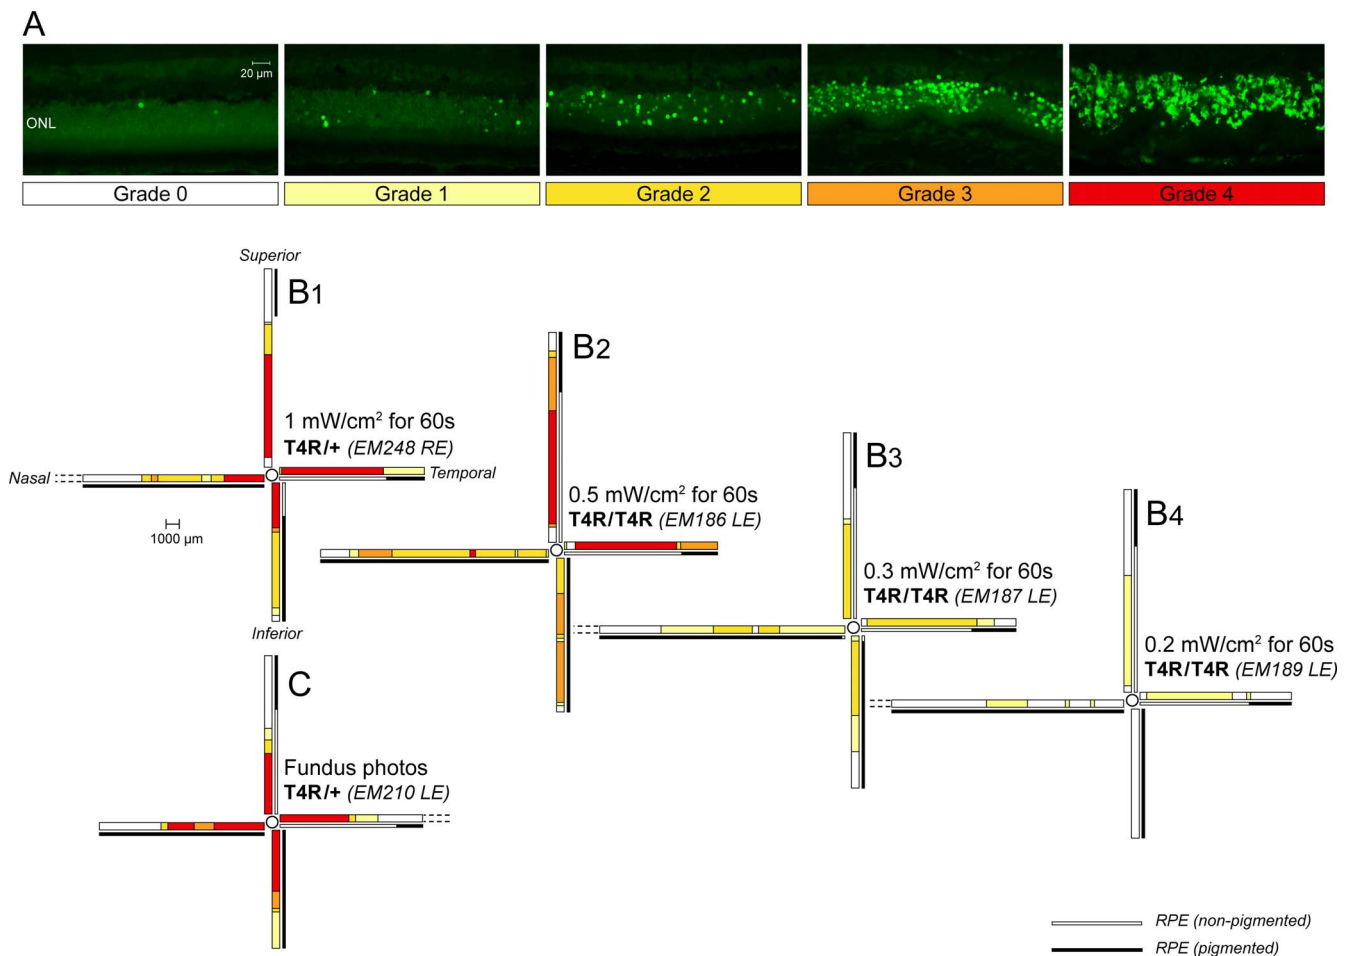 A
20 µm
ONL
Grade 0
Grade 1
Grade 2
Grade 3
Grade 4
Superior
B1
1 mW/cm² for 60s
T4R/+ (EM248 RE)
Nasal
Temporal
1000 µm
Inferior
B2
0.5 mW/cm² for 60s
T4R/T4R (EM186 LE)
B3
0.3 mW/cm² for 60s
T4R/T4R (EM187 LE)
B4
0.2 mW/cm² for 60s
T4R/T4R (EM189 LE)
C
Fundus photos
T4R/+ (EM210 LE)
RPE (non-pigmented)
RPE (pigmented)